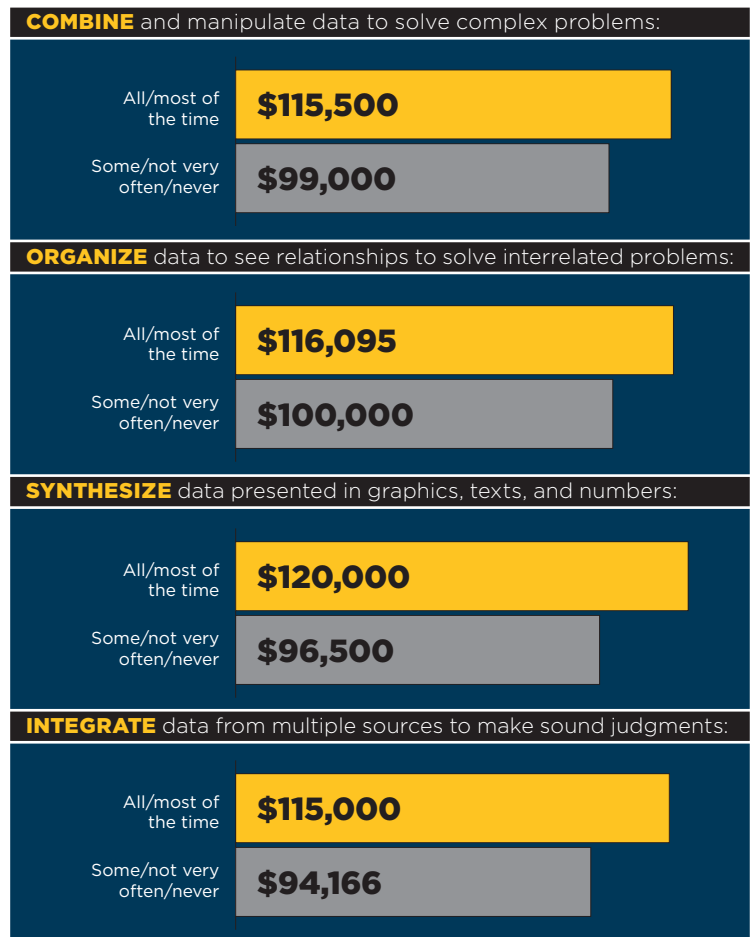 COMBINE and manipulate data to solve complex problems:
All/most of
the time
$115,500
Some/not very
often/never
$99,000
ORGANIZE data to see relationships to solve interrelated problems:
All/most of
the time
$116,095
Some/not very
often/never
$100,000
SYNTHESIZE data presented in graphics, texts, and numbers:
All/most of
the time
$120,000
Some/not very
often/never
$96,500
INTEGRATE data from multiple sources to make sound judgments:
All/most of
the time
$115,000
Some/not very
often/never
$94,166